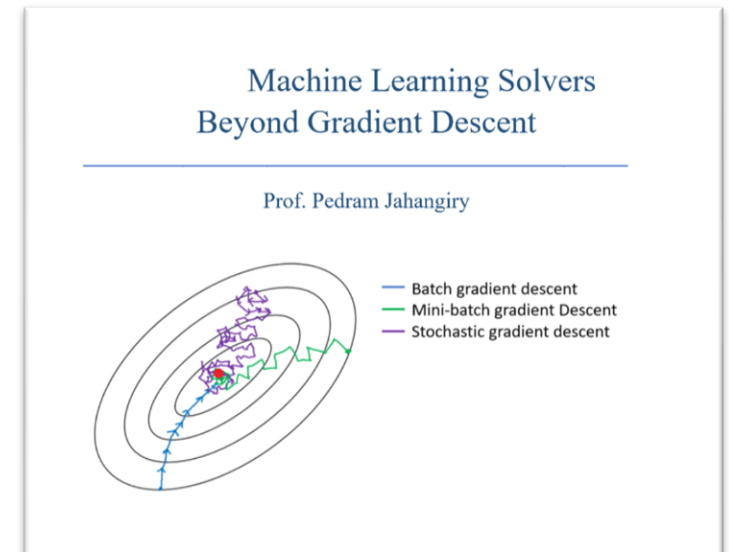 Machine Learning Solvers
Beyond Gradient Descent
Prof. Pedram Jahangiry
Batch gradient descent
Mini-batch gradient Descent
Stochastic gradient descent